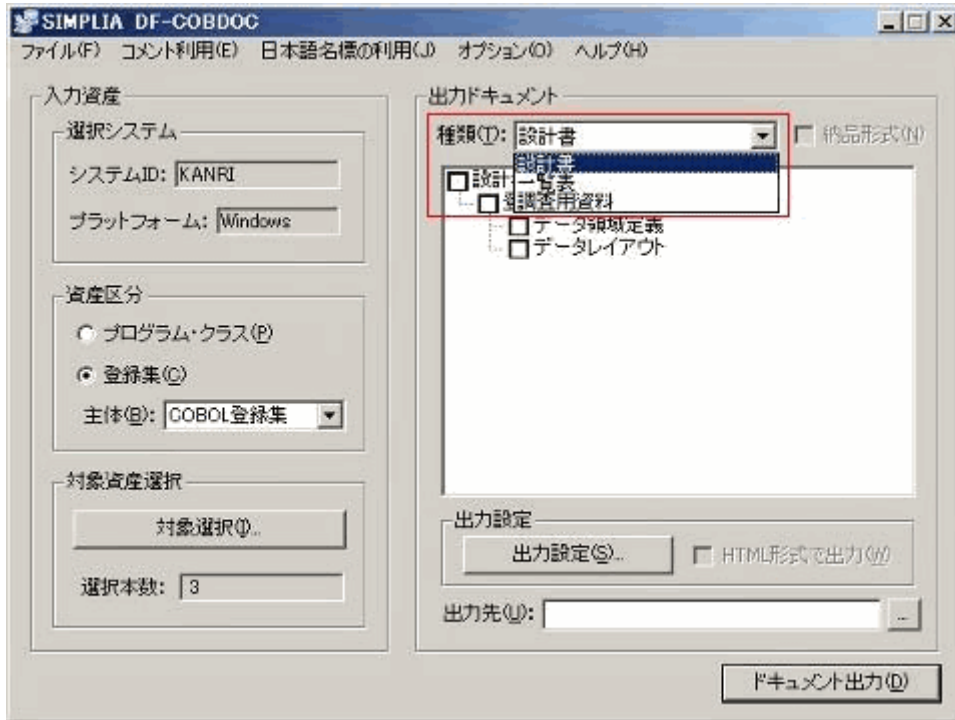 SIMPLIA DF-COBDOC
ファイル(F) コメント利用(E) 日本語名標の利用(J) オプション(O) ヘルプ(H)
入力資産
選択システム
システムID: KANRI
プラットフォーム: Windows
資産区分
プログラム・クラス(P)
登録集(C)
主体(B): COBOL登録集
対象資産選択
対象選択(I)...
選択本数: 3
出力ドキュメント
種類(T): 設計書
納品形式(N)
設計書
一覧表
調査用資料
設計
データ領域定義
データレイアウト
出力設定
出力設定(S)...
HTML形式で出力(W)
出力先(U):
...
ドキュメント出力(D)